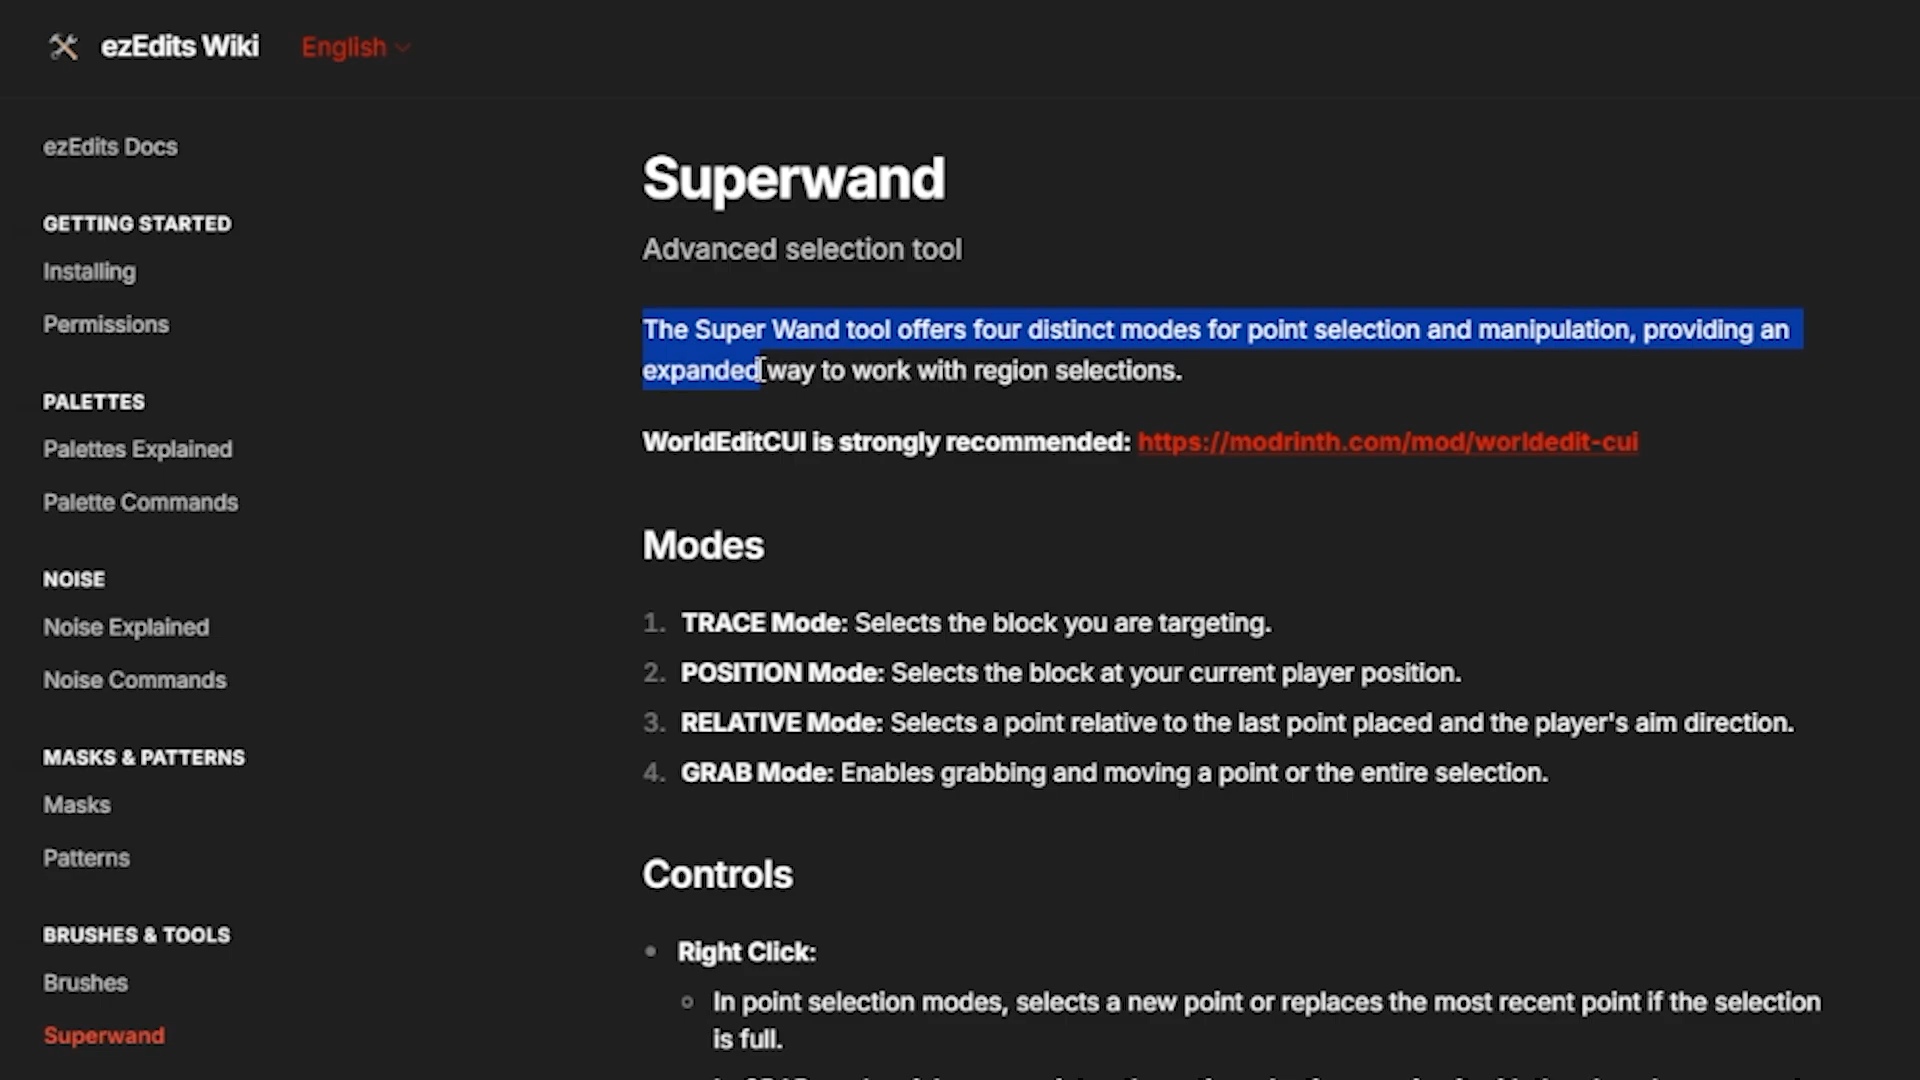 ezEdits Wiki English
ezEdits Docs
GETTING STARTED
Installing
Permissions
PALETTES
Palettes Explained
Palette Commands
NOISE
Noise Explained
Noise Commands
MASKS & PATTERNS
Masks
Patterns
BRUSHES & TOOLS
Brushes
Superwand
Superwand
Advanced selection tool
The Super Wand tool offers four distinct modes for point selection and manipulation, providing an
expanded way to work with region selections.
WorldEditCUI is strongly recommended: https://modrinth.com/mod/worldedit-cui
Modes
1. TRACE Mode: Selects the block you are targeting.
2. POSITION Mode: Selects the block at your current player position.
3. RELATIVE Mode: Selects a point relative to the last point placed and the player's aim direction.
4. GRAB Mode: Enables grabbing and moving a point or the entire selection.
Controls
Right Click:
In point selection modes, selects a new point or replaces the most recent point if the selection
is full.